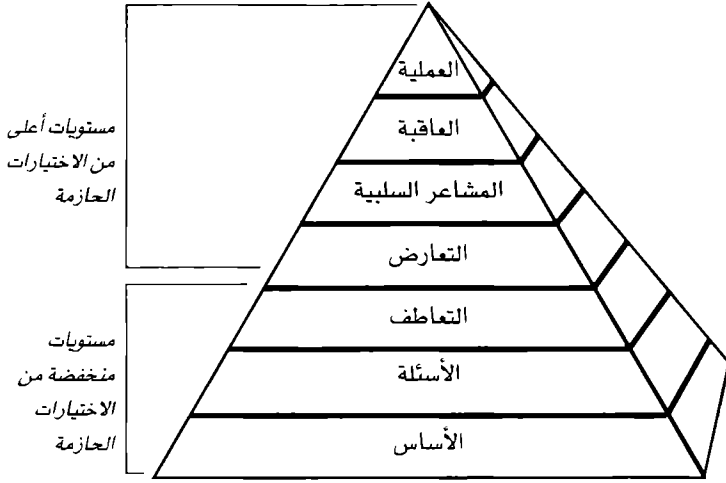 العملية
العاقبة
المشاعر السلبية
التعارض
التعاطف
الأسئلة
الأساس
مستويات أعلى
من الاختيارات
الحازمة
مستويات
منخفضة من
الاختيارات
الحازمة